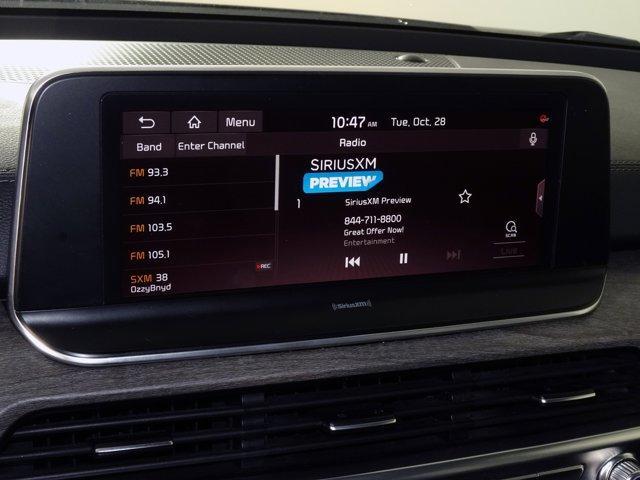 Menu
10:47 AM
Tue, Oct. 28
Band
Enter Channel
Radio
FM 93.3
FM 94.1
FM 103.5
FM 105.1
REC
SXM 38
OzzyBnyd
SIRIUSXM
PREVIEW
1
SiriusXM Preview
844-711-8800
Great Offer Now!
Entertainment
SCAN
Live
((SiriusXM))